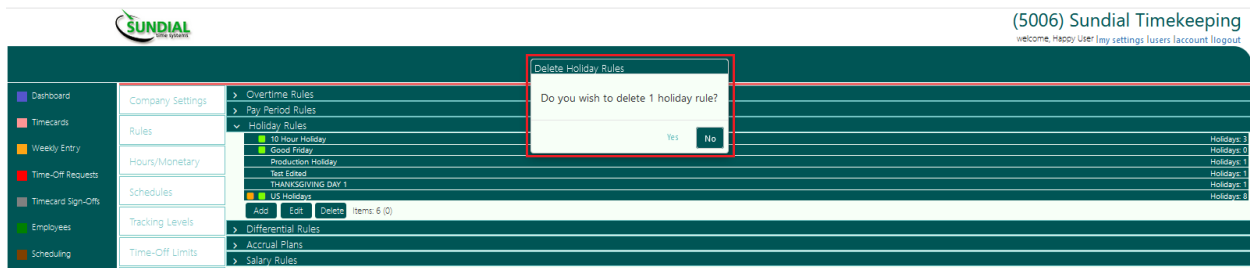 SUNDIAL
time systems
(5006) Sundial Timekeeping
welcome, Happy User |my settings |users |account |logout
Delete Holiday Rules
Do you wish to delete 1 holiday rule?
Yes No
Dashboard
Timecards
Weekly Entry
Time-Off Requests
Timecard Sign-Offs
Employees
Scheduling
Company Settings
Rules
Hours/Monetary
Schedules
Tracking Levels
Time-Off Limits
> Overtime Rules
> Pay Period Rules
Holiday Rules
10 Hour Holiday Holidays: 3
Good Friday Holidays: 0
Production Holiday Holidays: 1
Test Edited Holidays: 1
THANKSGIVING DAY 1 Holidays: 1
US Holidays Holidays: 8
Add Edit Delete Items: 6 (0)
> Differential Rules
> Accrual Plans
> Salary Rules